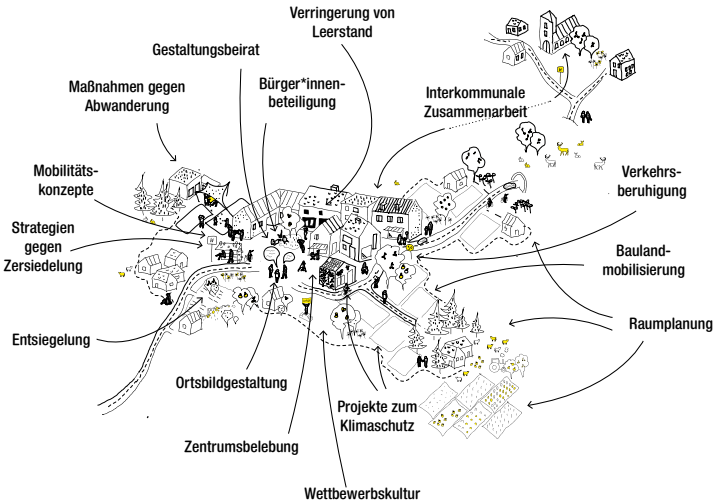 Verringerung von
Leerstand
Gestaltungsbeirat
Bürger*innen-
beteiligung
Maßnahmen gegen
Abwanderung
Interkommunale
Zusammenarbeit
Mobilitäts-
konzepte
Verkehrs-
beruhigung
Strategien
gegen
Zersiedelung
Bauland-
mobilisierung
Entsiegelung
Raumplanung
Ortsbildgestaltung
Projekte zum
Klimaschutz
Zentrumsbelebung
Wettbewerbskultur